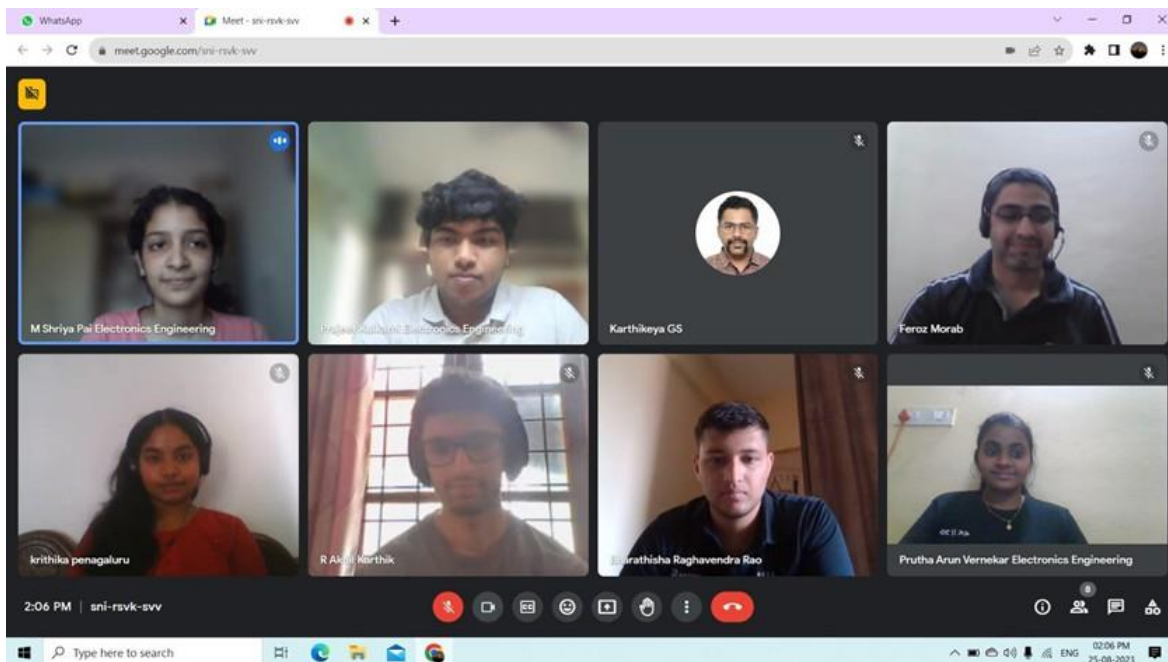 WhatsApp
Meet - sni-rsvk-svv
meet.google.com/sni-rsvk-svv
M Shriya Pai Electronics Engineering
Electronics Engineering
Karthikeya GS
Feroz Morab
krithika penagaluru
R Karthik
Raghavendra Rao
Prutha Arun Vernekar Electronics Engineering
2:06 PM | sni-rsvk-svv
CC
8
Type here to search
ENG
02:06 PM
25-08-2023